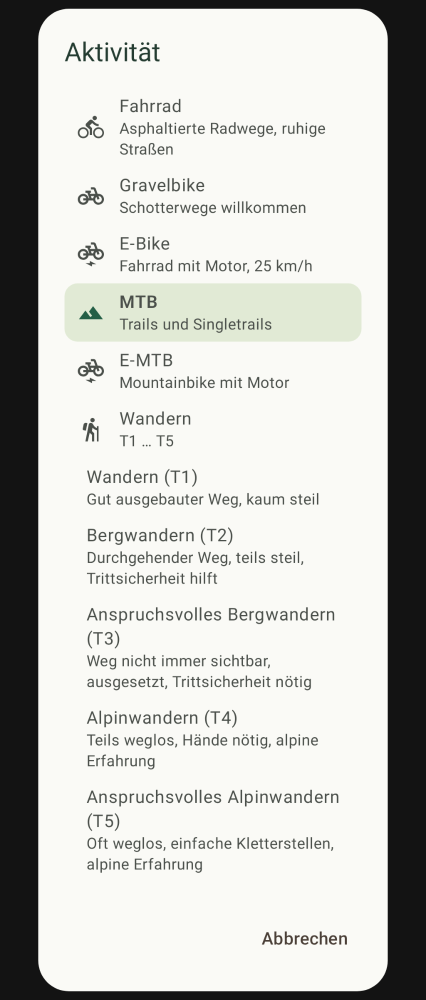 Aktivität
Fahrrad
Asphaltierte Radwege, ruhige
Straßen
Gravelbike
Schotterwege willkommen
E-Bike
Fahrrad mit Motor, 25 km/h
MTB
Trails und Singletrails
E-MTB
Mountainbike mit Motor
Wandern
T1 … T5
Wandern (T1)
Gut ausgebauter Weg, kaum steil
Bergwandern (T2)
Durchgehender Weg, teils steil,
Trittsicherheit hilft
Anspruchsvolles Bergwandern
(T3)
Weg nicht immer sichtbar,
ausgesetzt, Trittsicherheit nötig
Alpinwandern (T4)
Teils weglos, Hände nötig, alpine
Erfahrung
Anspruchsvolles Alpinwandern
(T5)
Oft weglos, einfache Kletterstellen,
alpine Erfahrung
Abbrechen